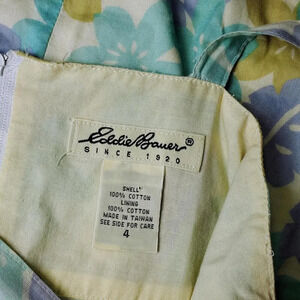 Eddie Bauer®
SINCE 1920
SHELL
100% COTTON
LINING
100% COTTON
MADE IN TAIWAN
SEE SIDE FOR CARE
4